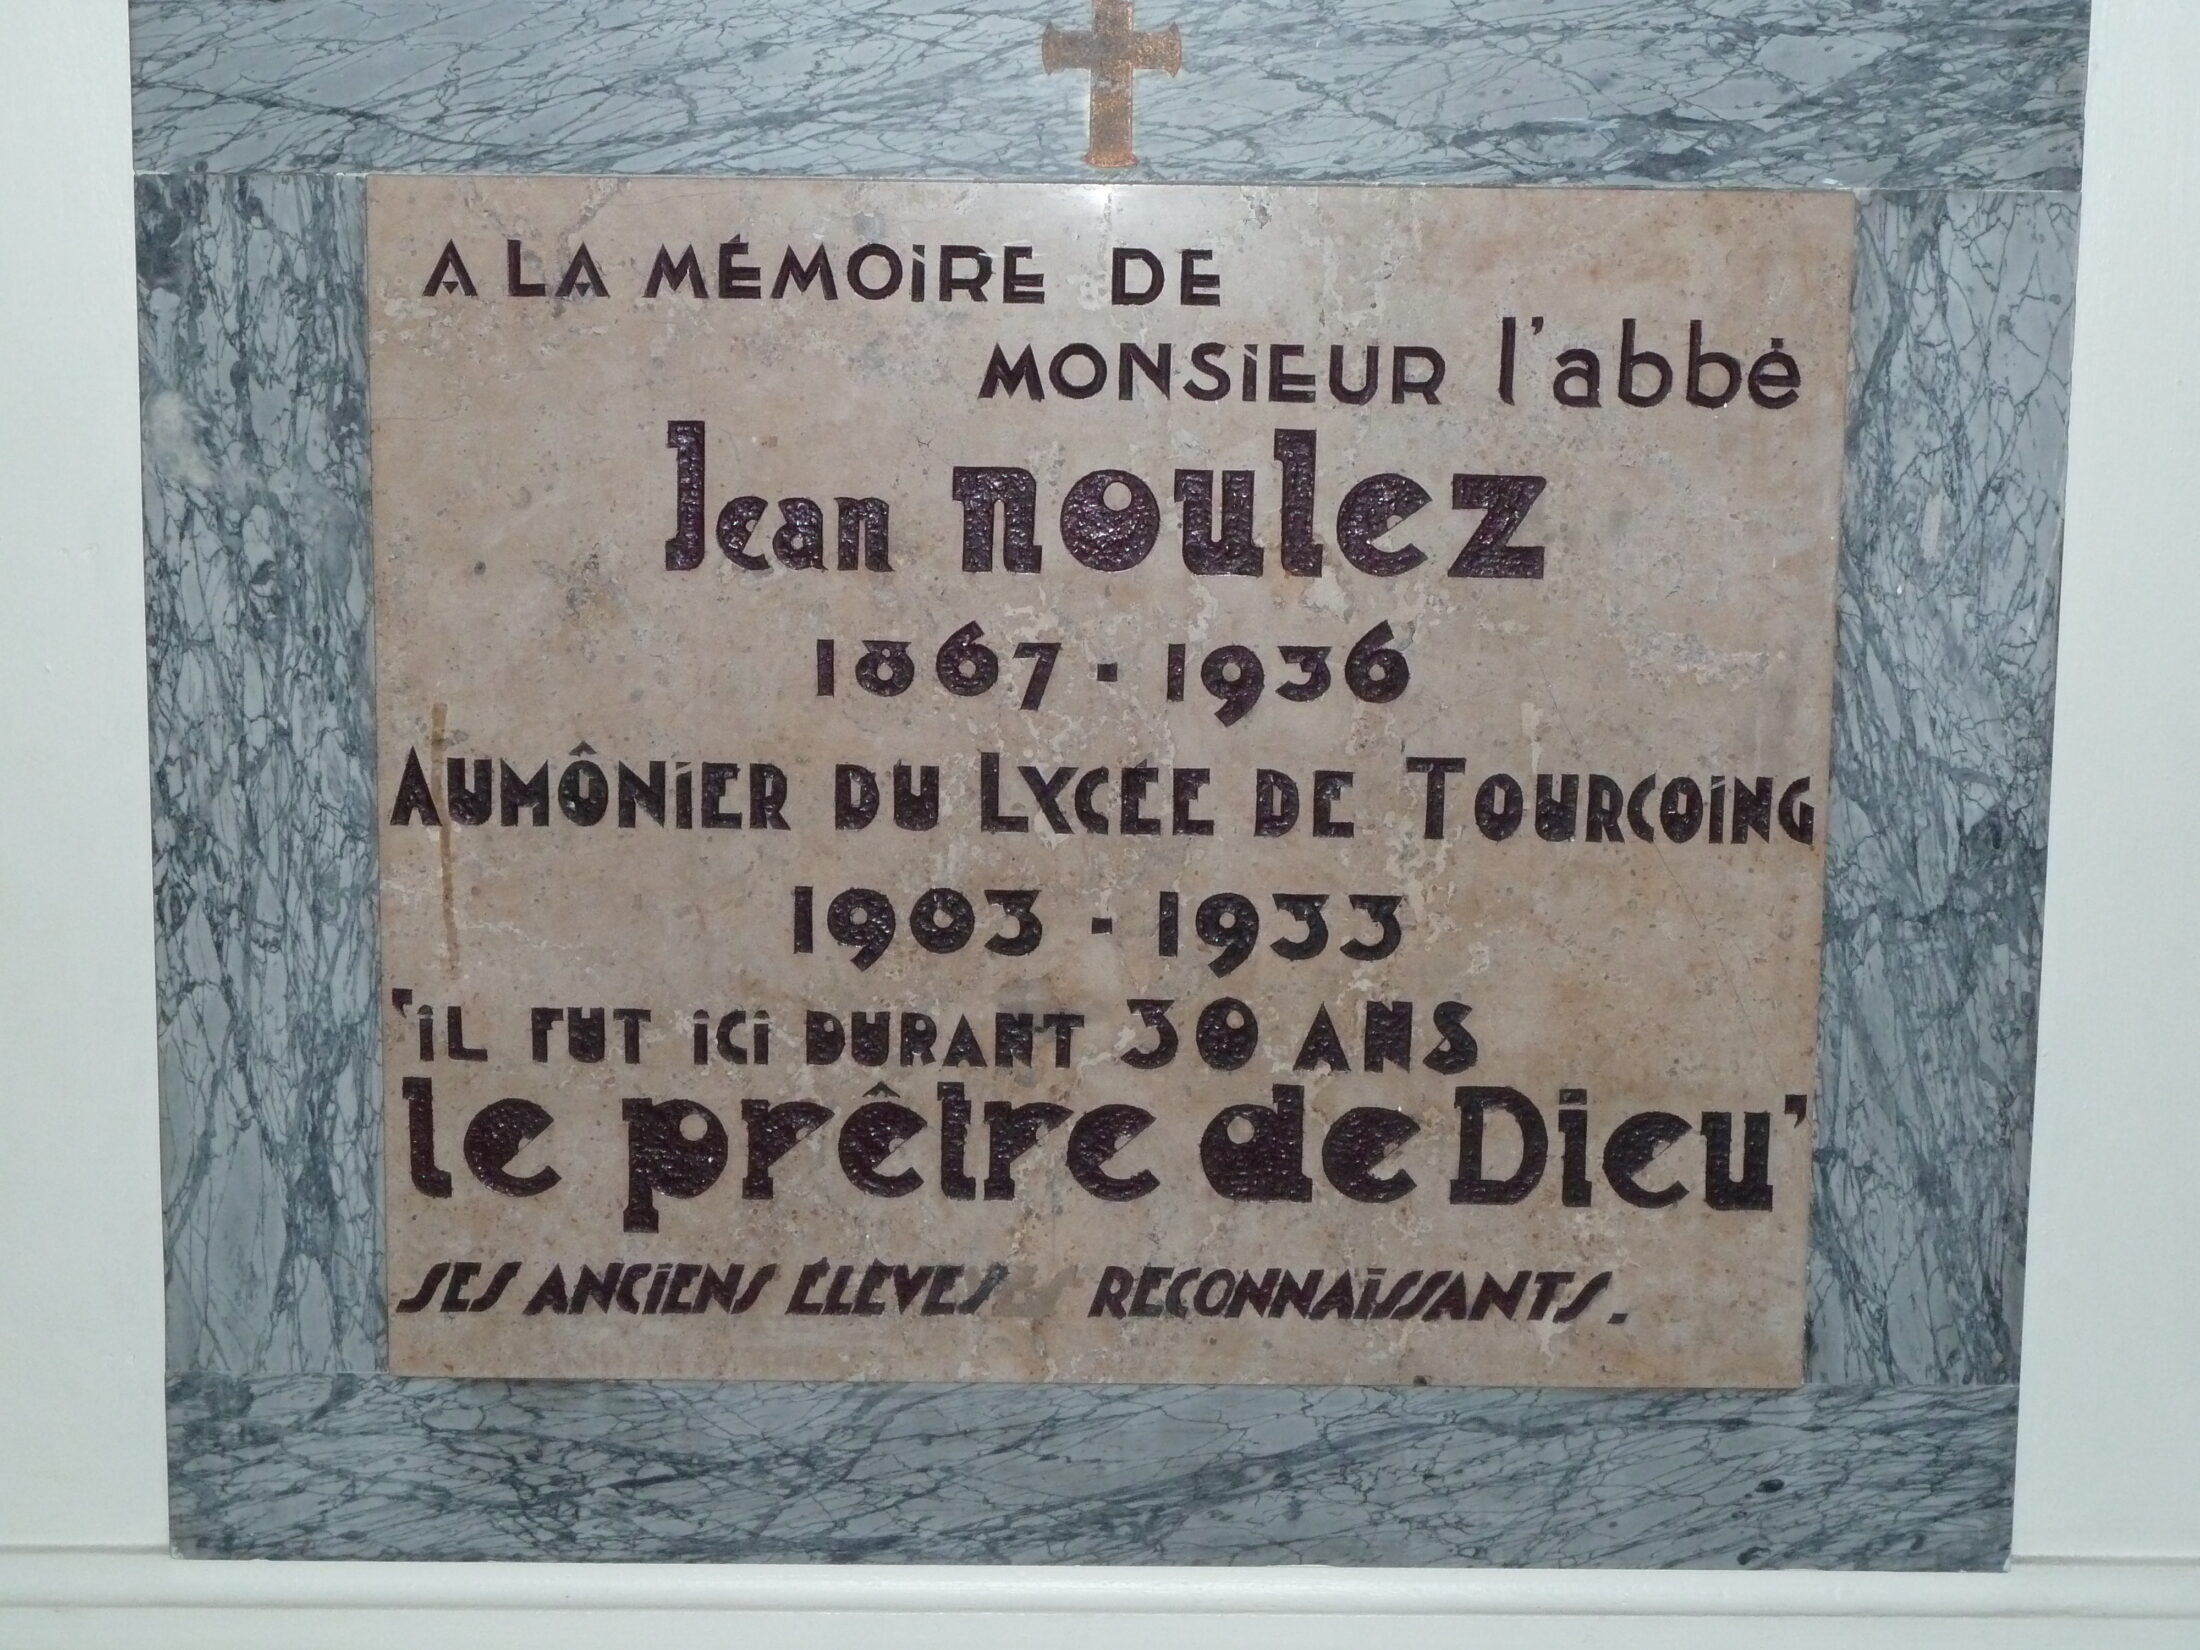 A LA MÉMOIRE DE
MONSIEUR l'abbé
Jean Noulez
1867 - 1936
AUMÔNIER DU LYCÉE DE TOURCOING
1903 - 1933
"IL FUT ICI DURANT 30 ANS
le prêtre de Dieu"
SES ANCIENS ÉLÈVES RECONNAISSANTS.